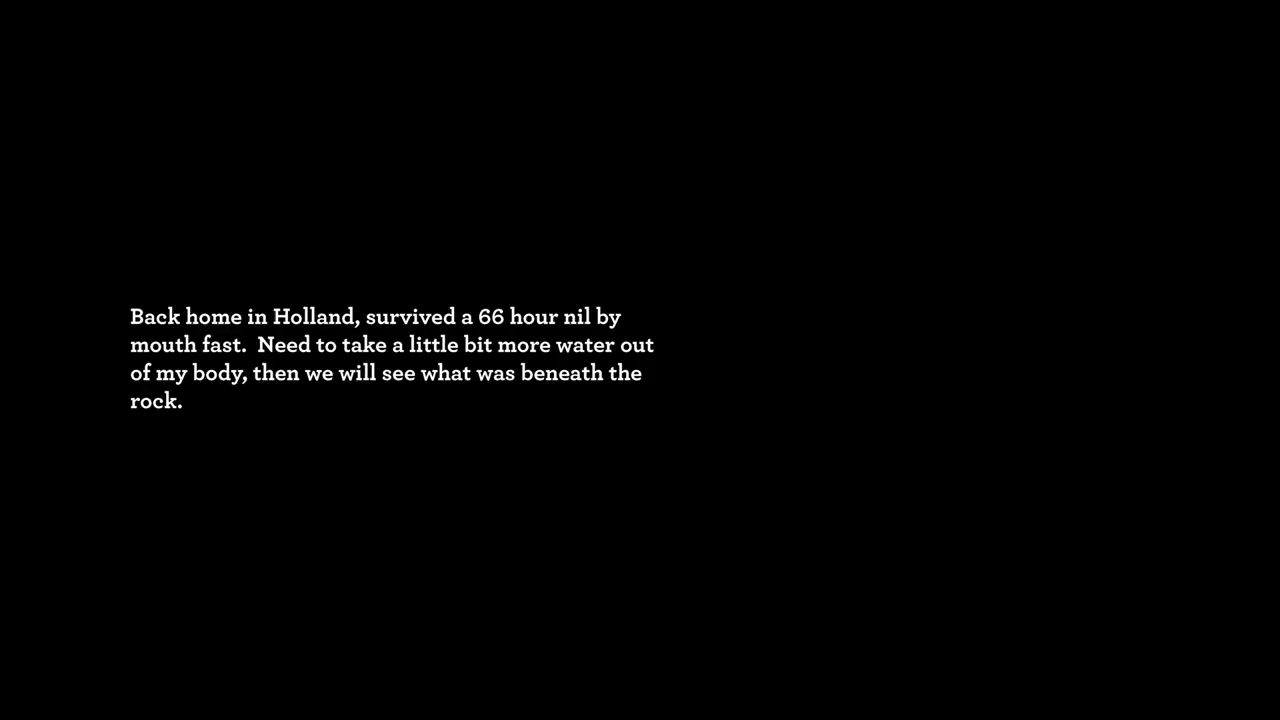 Back home in Holland, survived a 66 hour nil by
mouth fast.  Need to take a little bit more water out
of my body, then we will see what was beneath the
rock.